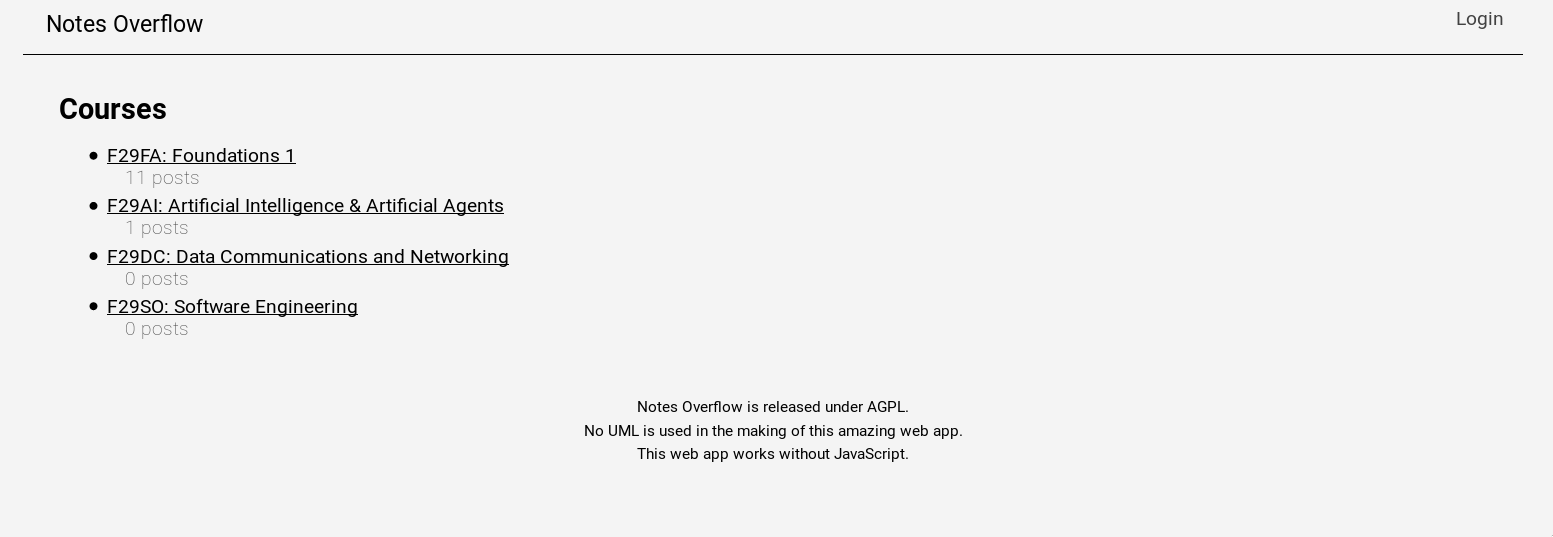 Notes Overflow
Login
Courses
F29FA: Foundations 1
11 posts
F29AI: Artificial Intelligence & Artificial Agents
1 posts
F29DC: Data Communications and Networking
0 posts
F29SO: Software Engineering
0 posts
Notes Overflow is released under AGPL.
No UML is used in the making of this amazing web app.
This web app works without JavaScript.